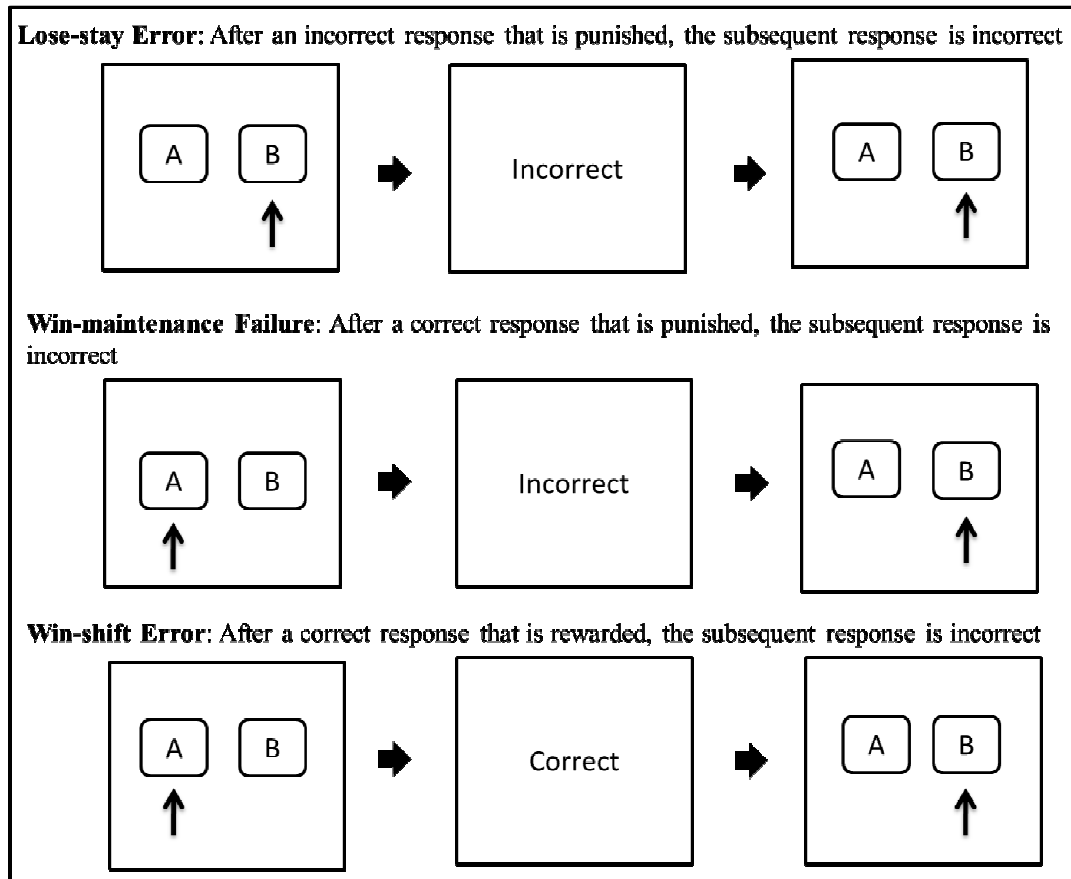 Lose-stay Error: After an incorrect response that is punished, the subsequent response is incorrect
A B
Incorrect
A B
Win-maintenance Failure: After a correct response that is punished, the subsequent response is
incorrect
A B
Incorrect
A B
Win-shift Error: After a correct response that is rewarded, the subsequent response is incorrect
A B
Correct
A B